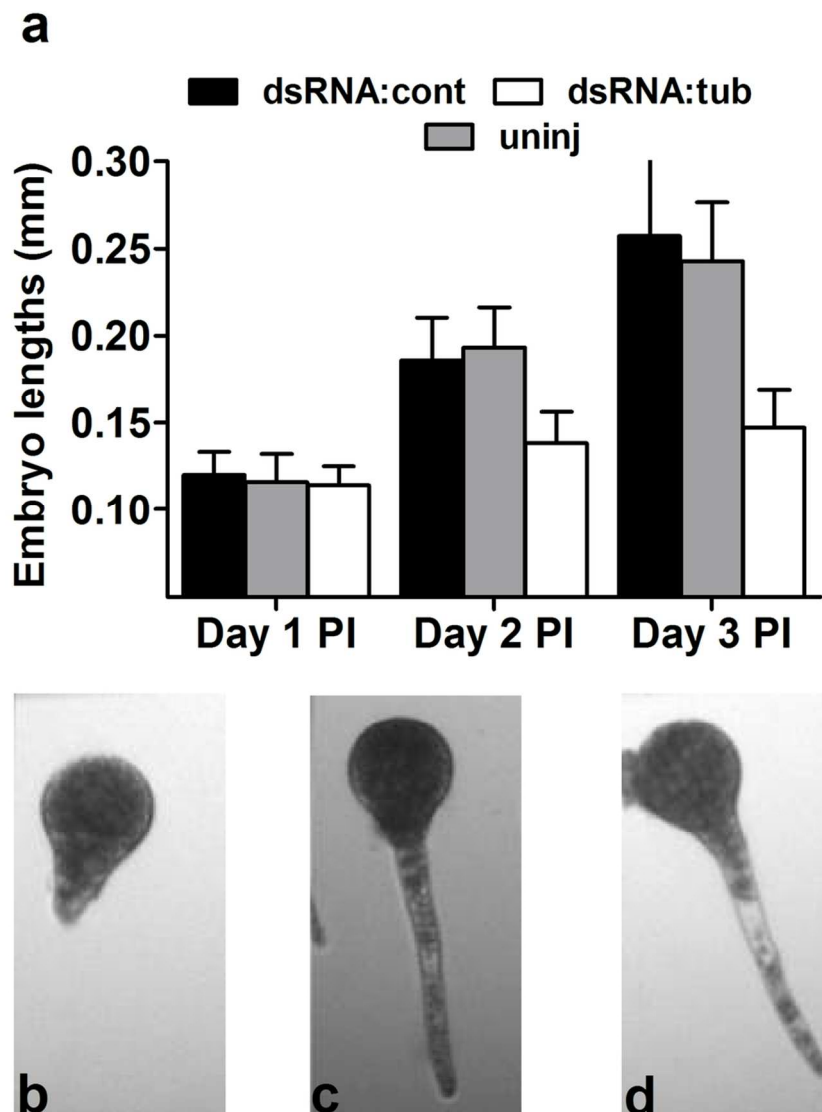 a
dsRNA:cont dsRNA:tub
uninj
Embryo lengths (mm)
0.30
0.25
0.20
0.15
0.10
Day 1 PI Day 2 PI Day 3 PI
b c d